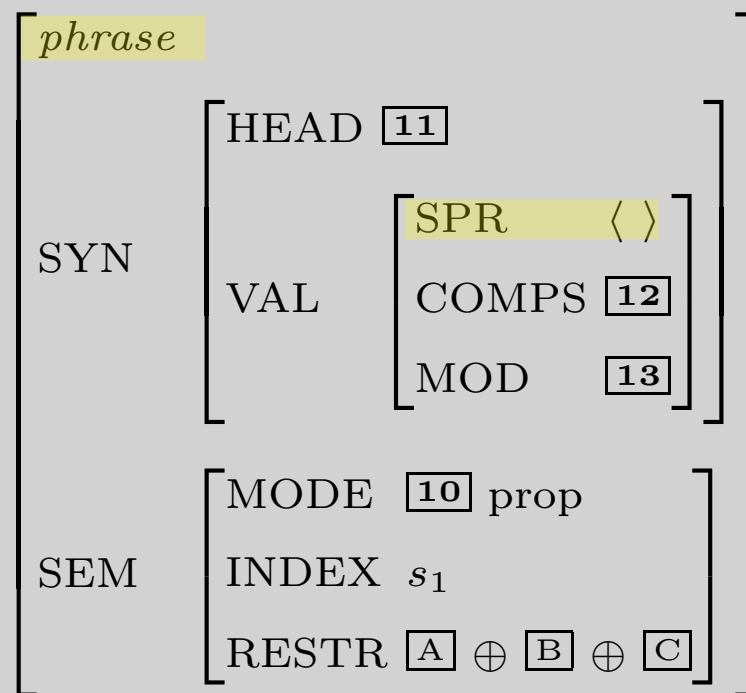 phrase
HEAD 11
SPR ⟨ ⟩
SYN
VAL
COMPS 12
MOD 13
MODE 10 prop
SEM
INDEX s₁
RESTR A ⊕ B ⊕ C